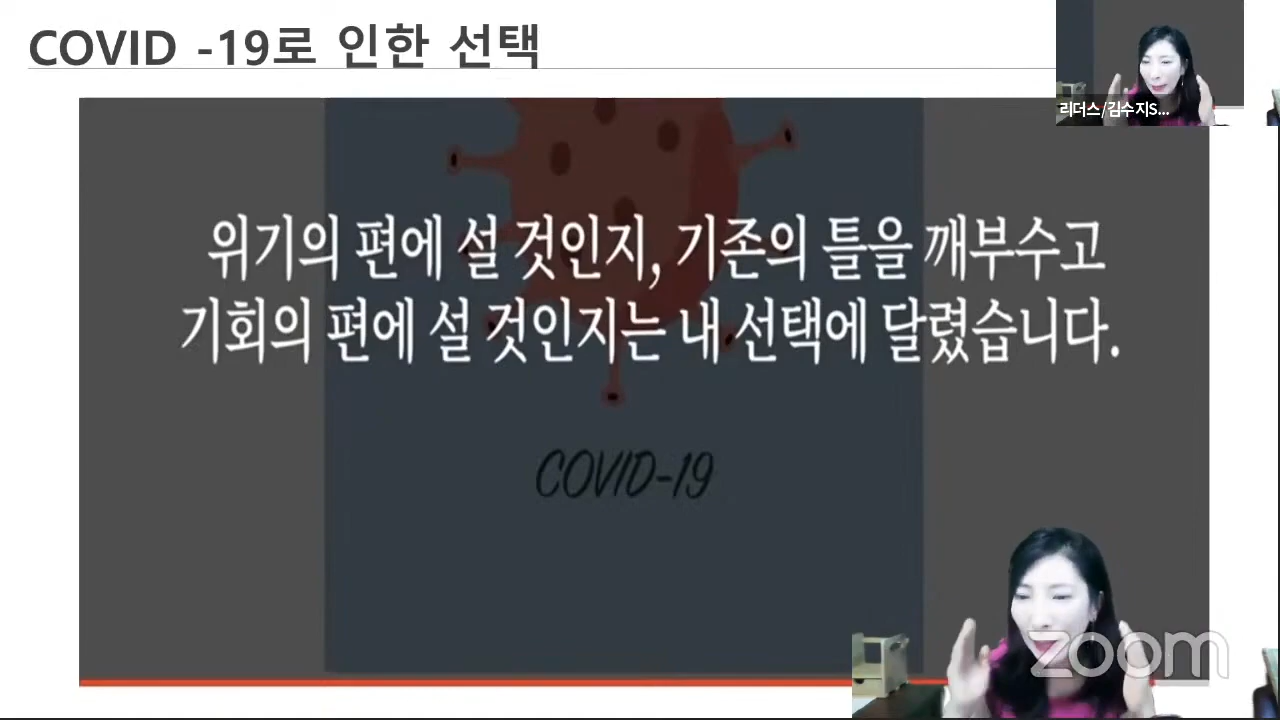 COVID -19로 인한 선택
리더스/김수지S...
위기의 편에 설 것인지, 기존의 틀을 깨부수고
기회의 편에 설 것인지는 내 선택에 달렸습니다.
COVID-19
zoom